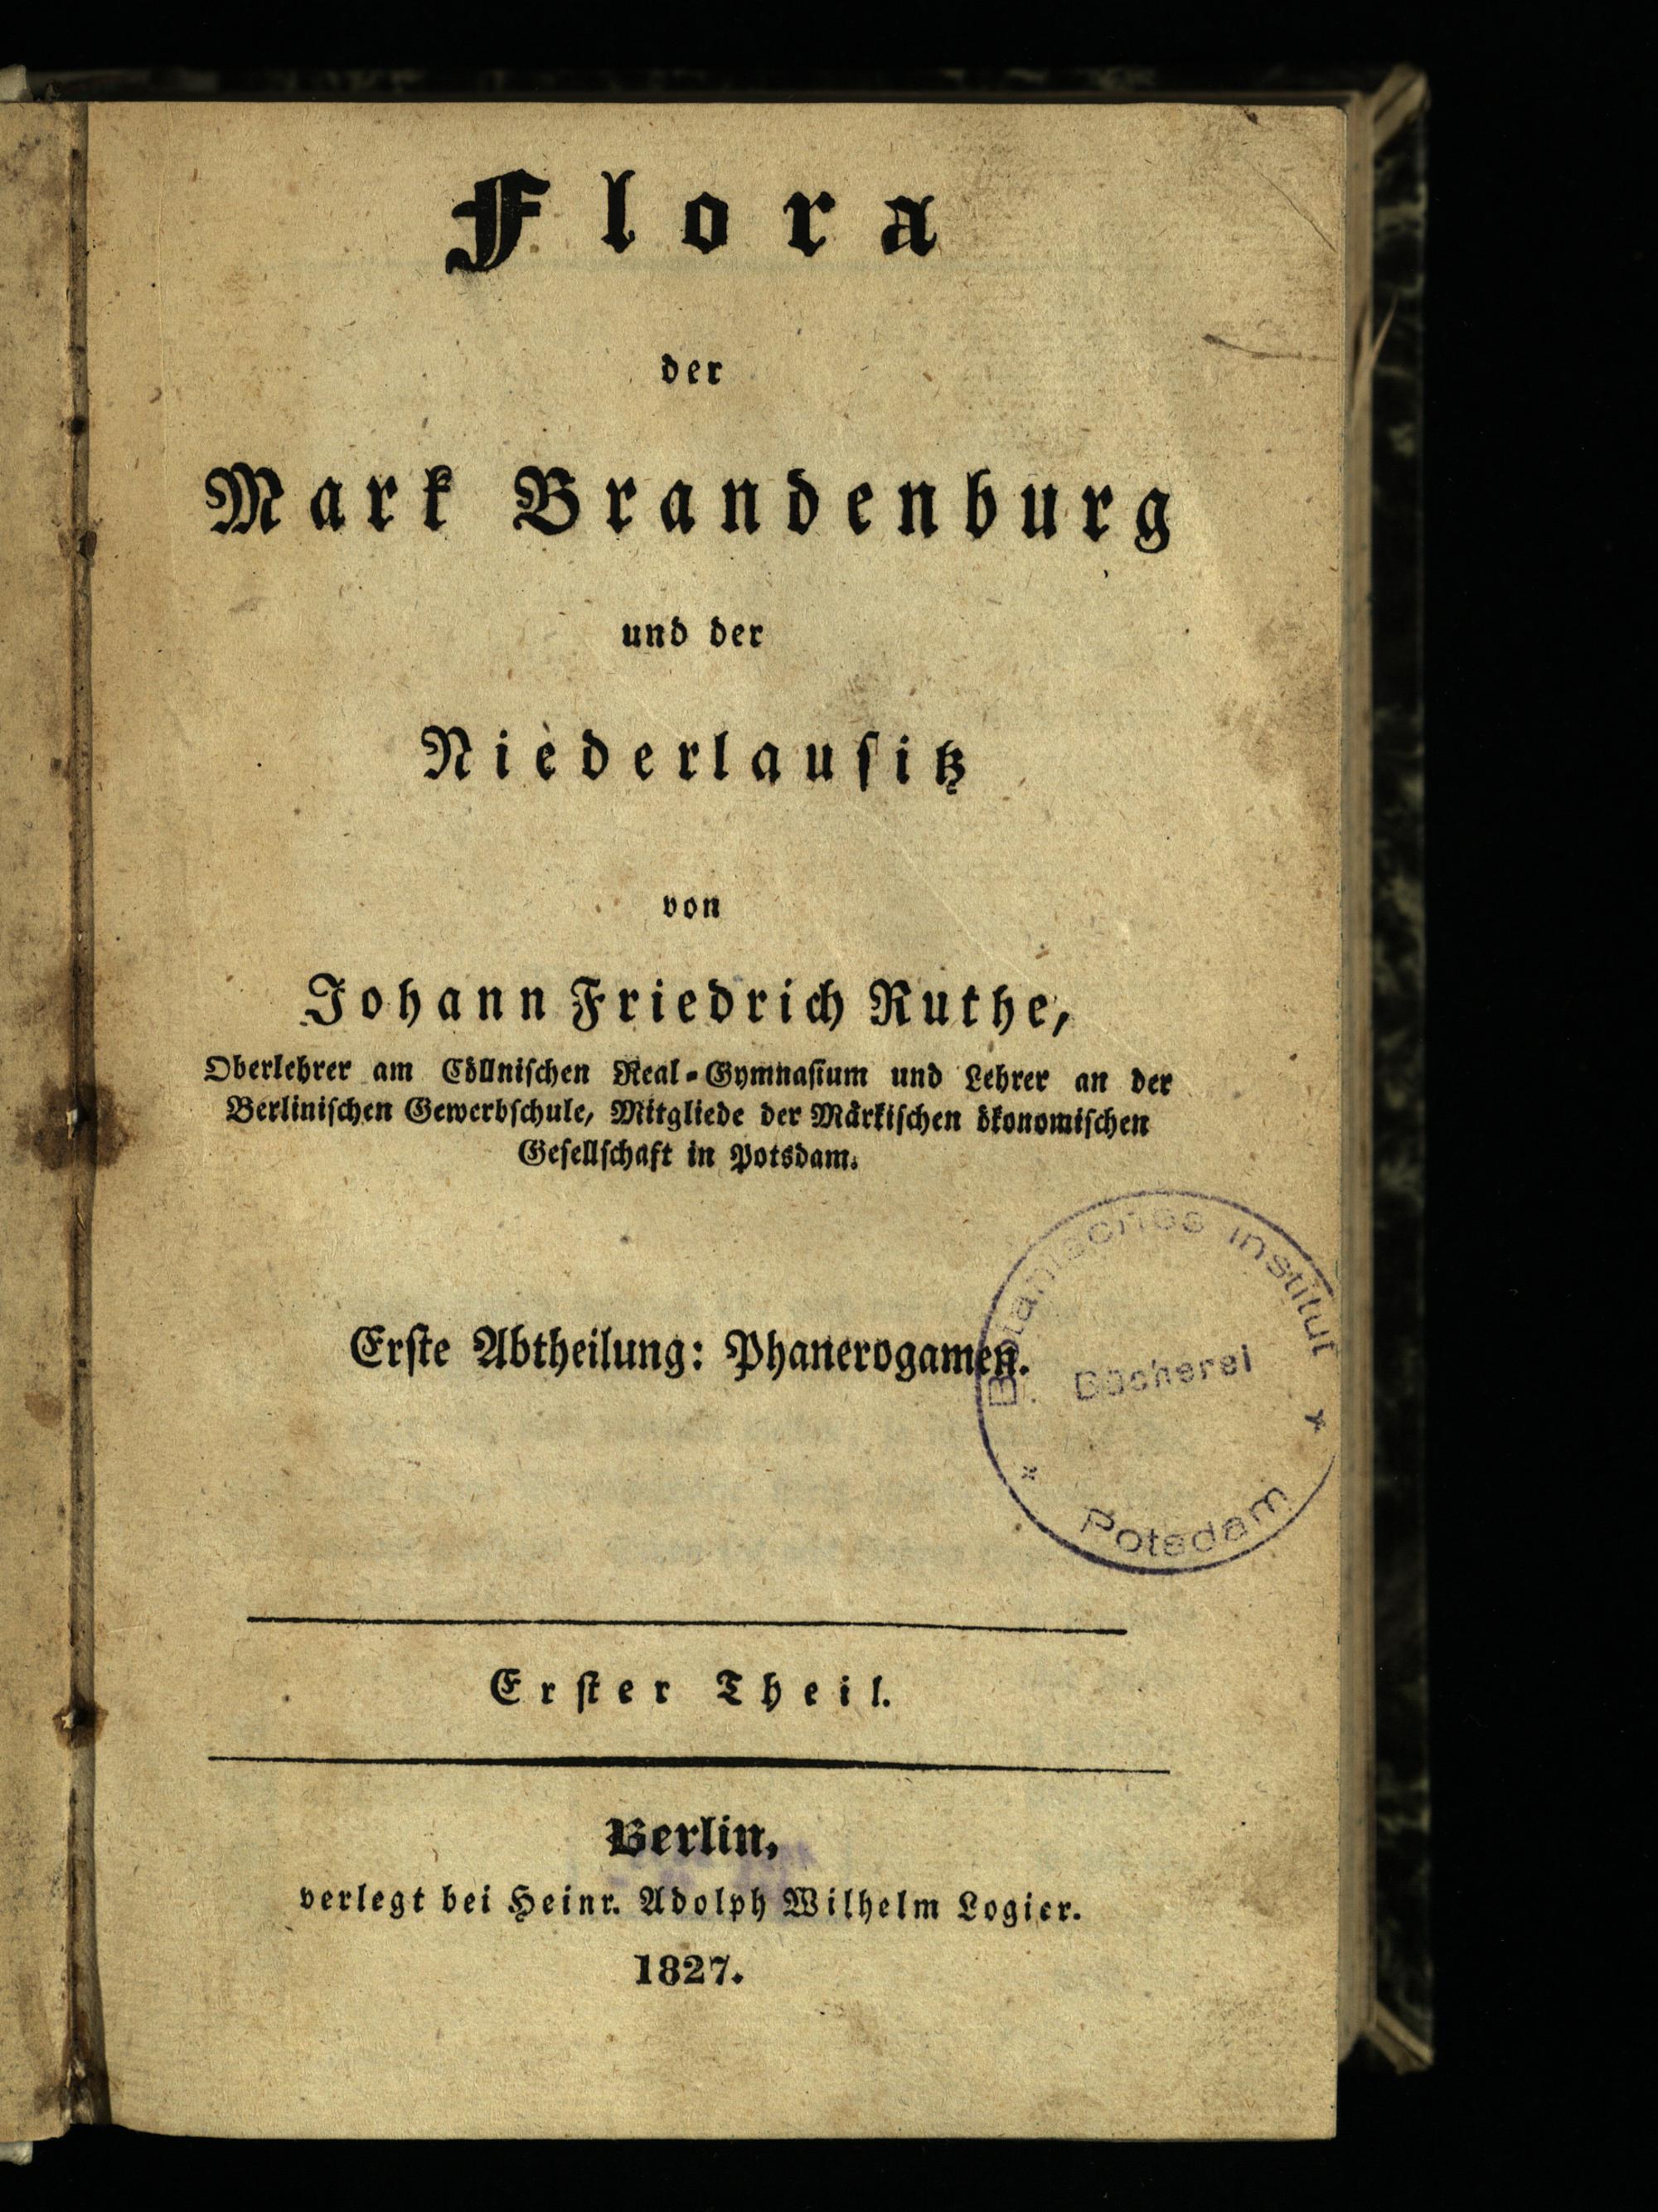 Flora
der
Mark Brandenburg
und der
Niederlauſitz
von
Johann Friedrich Ruthe,
Oberlehrer am Cöllniſchen Real-Gymnaſium und Lehrer an der
Berliniſchen Gewerbſchule, Mitgliede der Märkiſchen ökonomiſchen
Geſellſchaft in Potsdam.
Erſte Abtheilung: Phanerogamen.
Botanisches Institut
Bücherei
Potsdam
Erſter Theil.
Berlin,
verlegt bei Heinr. Adolph Wilhelm Logier.
1827.